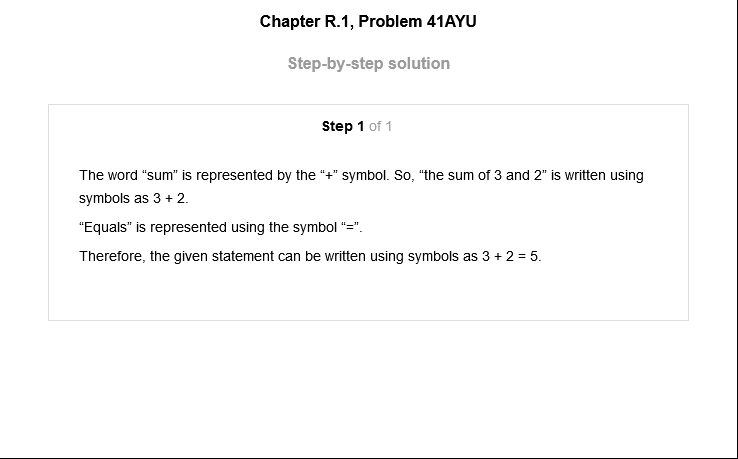 Chapter R.1, Problem 41AYU
Step-by-step solution
Step 1 of 1
The word “sum” is represented by the “+” symbol. So, “the sum of 3 and 2” is written using
symbols as 3 + 2.
“Equals” is represented using the symbol “=”.
Therefore, the given statement can be written using symbols as 3 + 2 = 5.